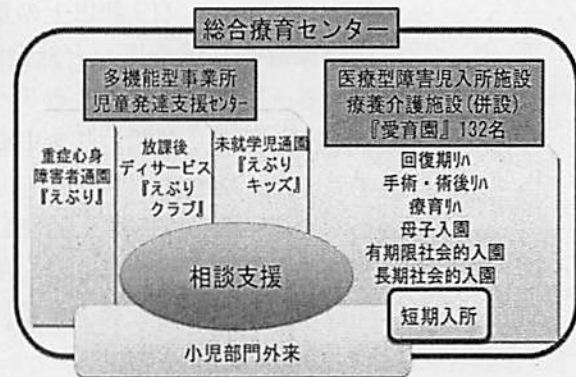 総合療育センター
多機能型事業所
児童発達支援センター
重症心身
障害者通園
『えぶり』
放課後
ディサービス
『えぶり
クラブ』
未就学児通園
『えぶり
キッズ』
医療型障害児入所施設
療養介護施設(併設)
『愛育園』132名
回復期リハ
手術・術後リハ
療育リハ
母子入園
有期限社会的入園
長期社会的入園
短期入所
相談支援
小児部門外来